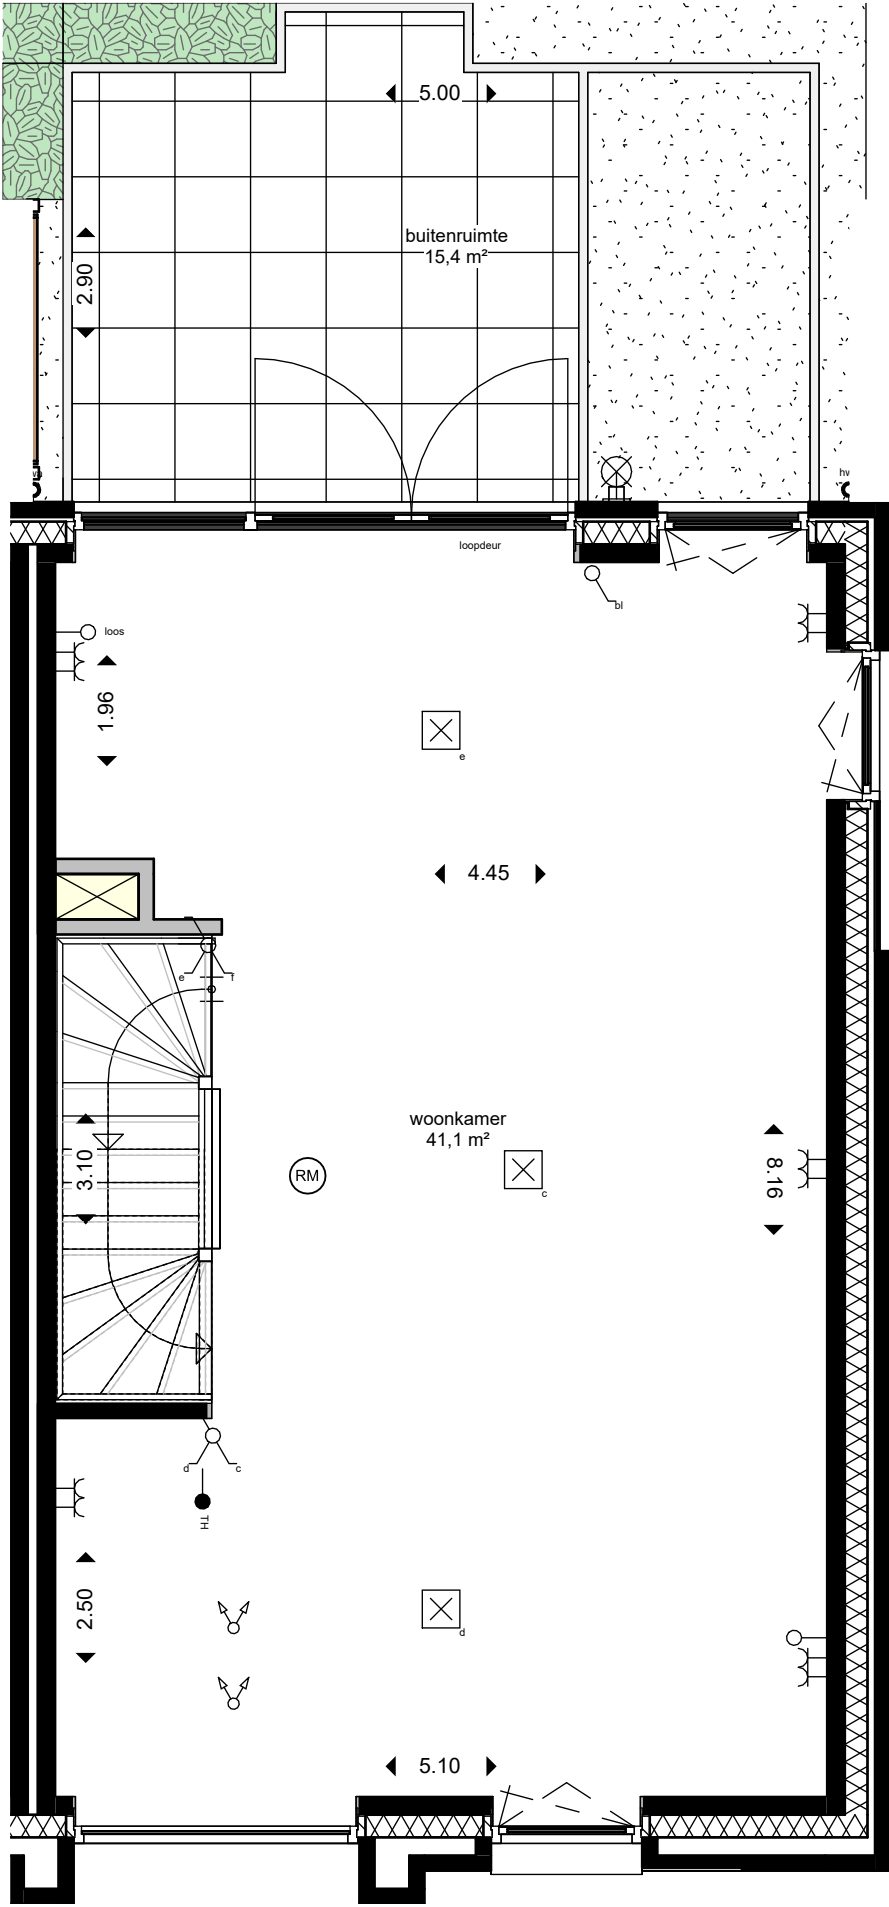 5.00
buitenruimte
15,4 m²
2.90
hv
loopdeur
bl
loos
1.96
e
4.45
e f
woonkamer
41,1 m²
3.10
RM
c
8.16
d c
TH
2.50
d
5.10